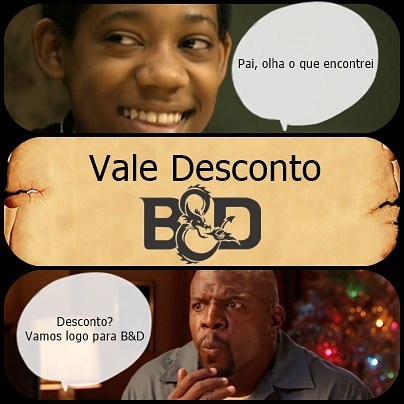 Pai, olha o que encontrei
Vale Desconto
B&D
Desconto?
Vamos logo para B&D